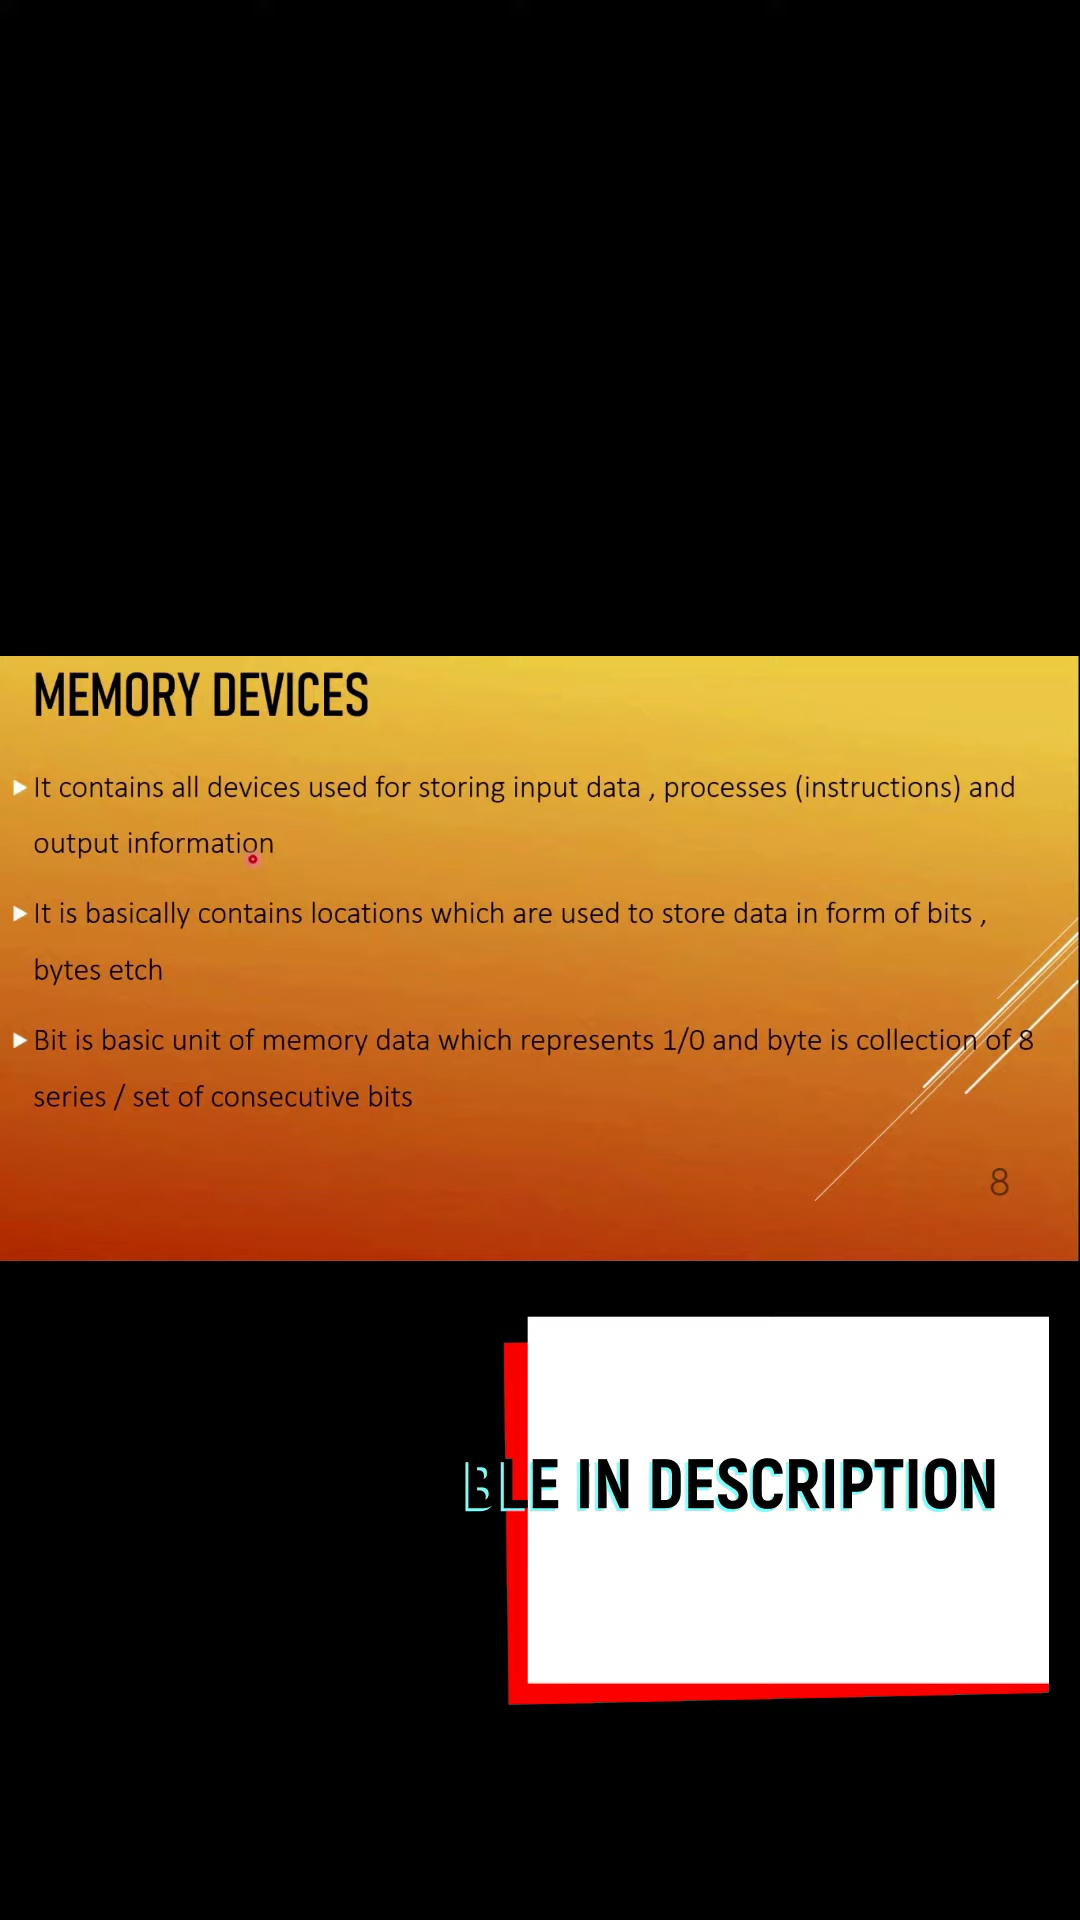 MEMORY DEVICES
It contains all devices used for storing input data , processes (instructions) and
output information
It is basically contains locations which are used to store data in form of bits ,
bytes etch
Bit is basic unit of memory data which represents 1/0 and byte is collection of 8
series / set of consecutive bits
8
BLE IN DESCRIPTION